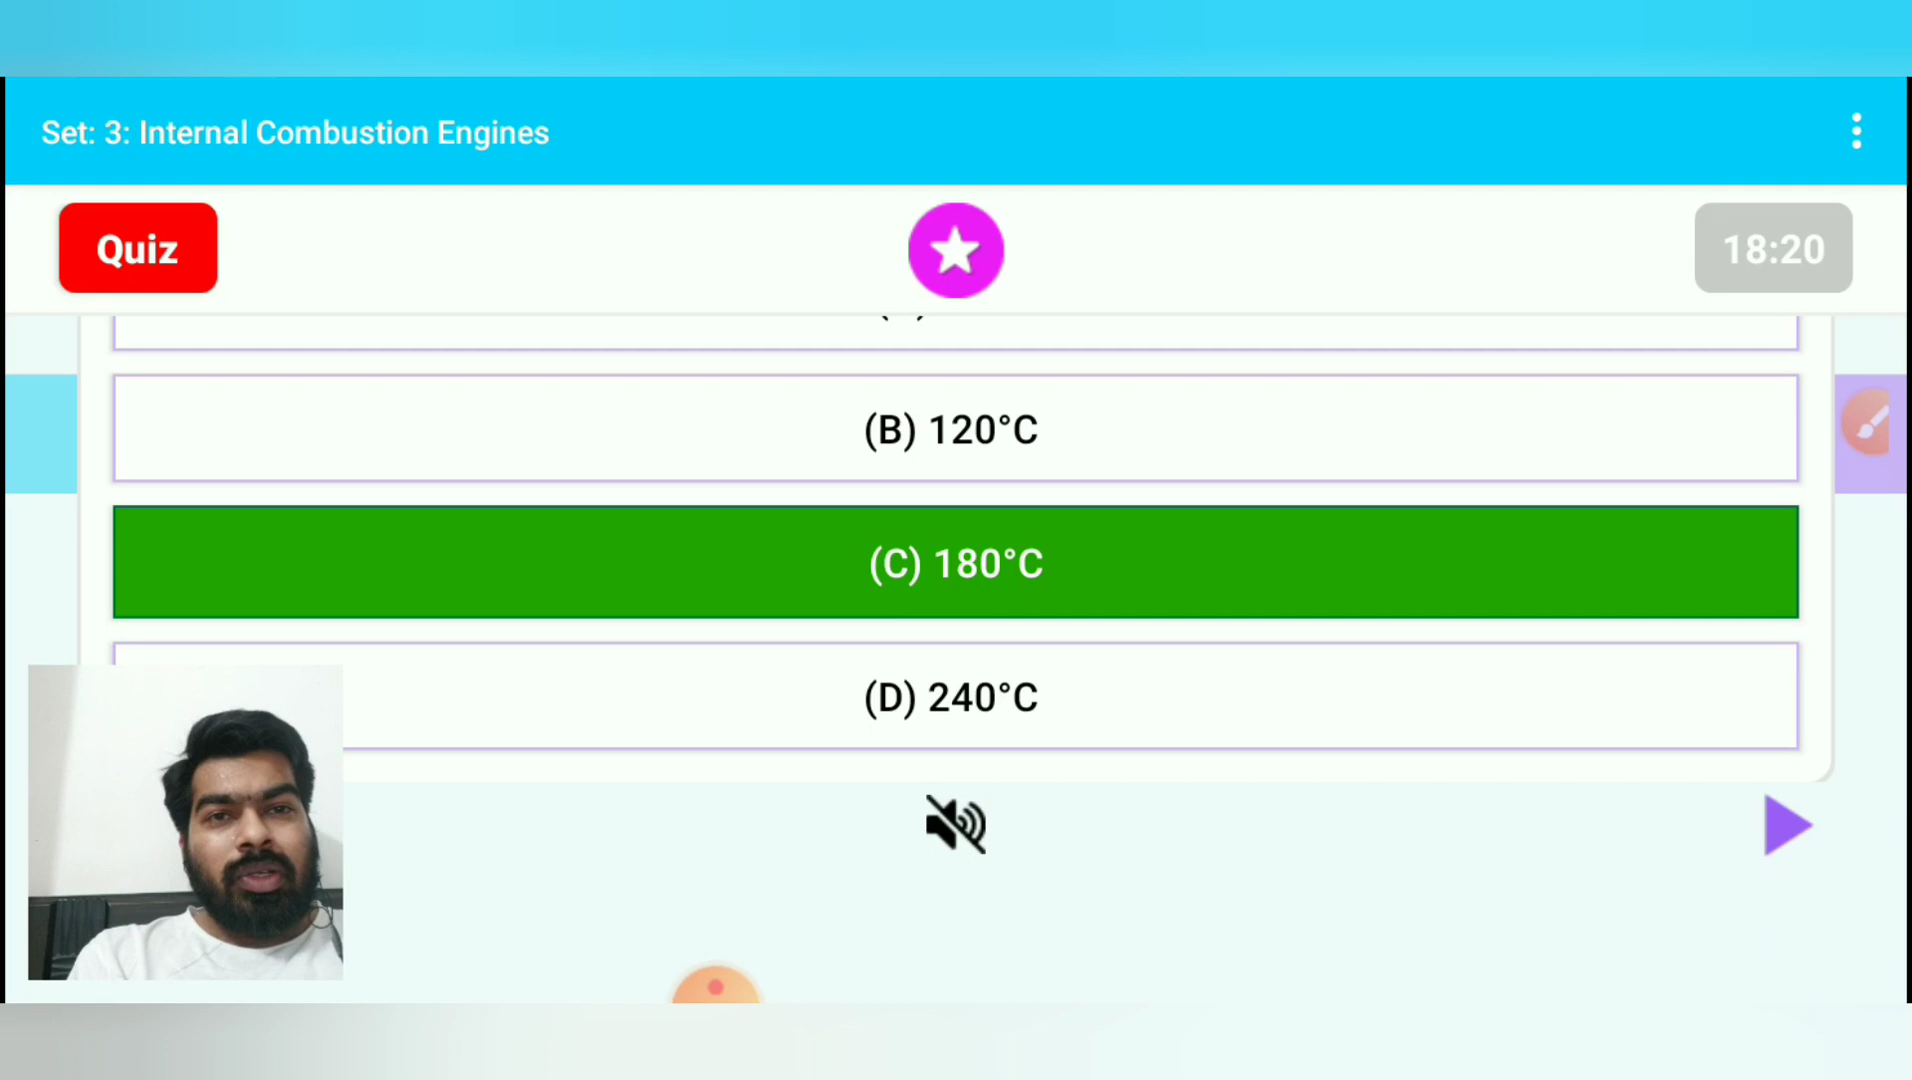 Set: 3: Internal Combustion Engines
Quiz
18:20
(B) 120°C
(C) 180°C
(D) 240°C